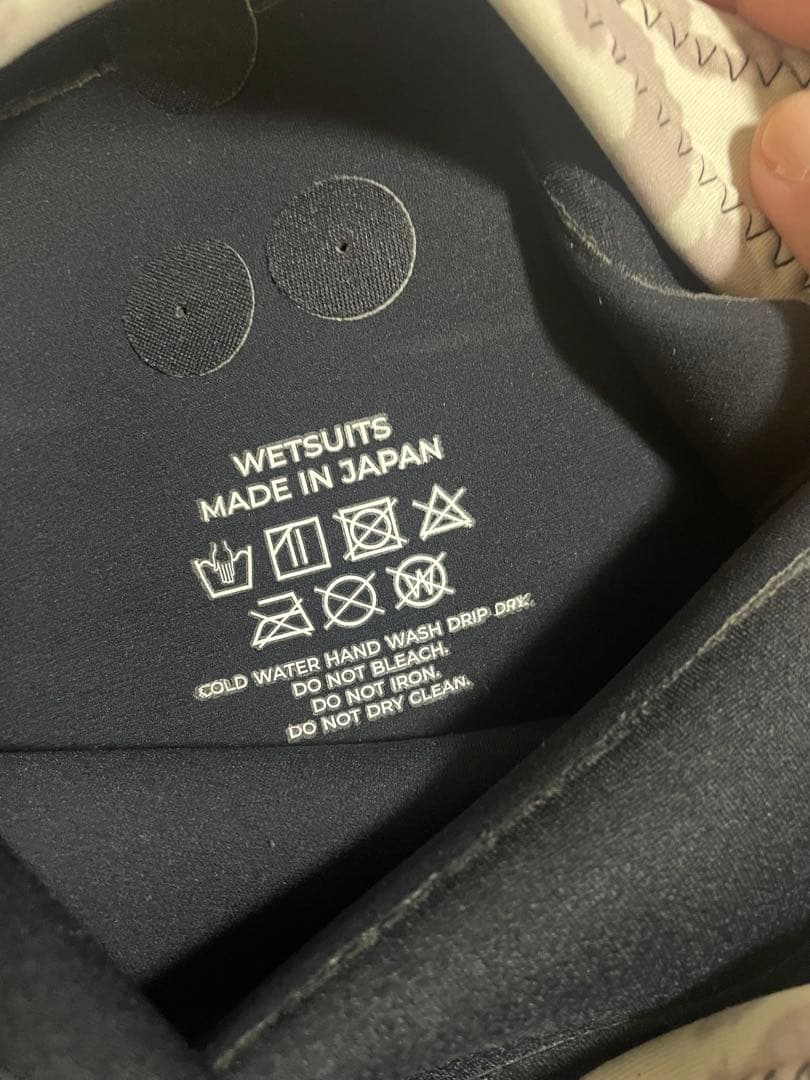 WETSUITS
MADE IN JAPAN
W
COLD WATER HAND WASH DRIP DRY.
DO NOT BLEACH.
DO NOT IRON.
DO NOT DRY CLEAN.